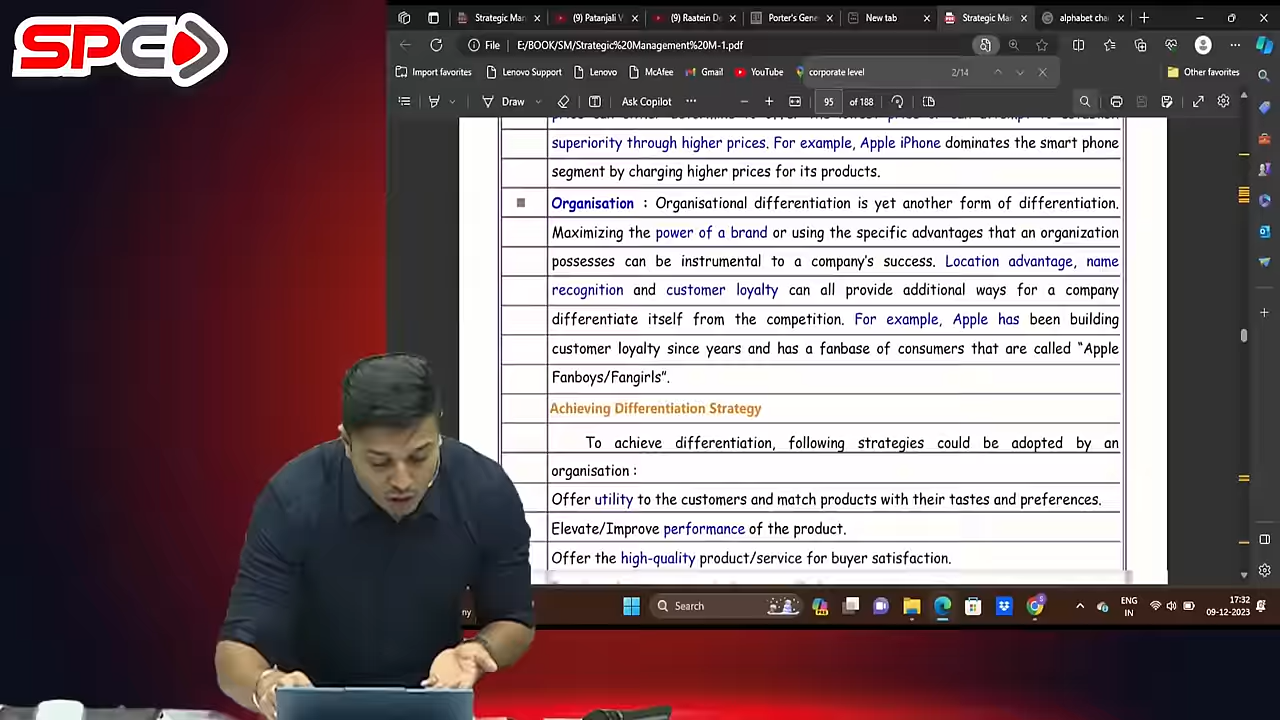 SPC
Strategic Mar
(9) Patanjali V
(9) Raatein De
Porter's Gene
New tab
Strategic Mar
alphabet cha
File
E:/BOOK/SM/Strategic%20Management%20M-1.pdf
Import favorites
Lenovo Support
Lenovo
McAfee
Gmail
YouTube
corporate level
2/14
Other favorites
Draw
Ask Copilot
95
of 188
superiority through higher prices. For example, Apple iPhone dominates the smart phone
segment by charging higher prices for its products.
Organisation : Organisational differentiation is yet another form of differentiation.
Maximizing the power of a brand or using the specific advantages that an organization
possesses can be instrumental to a company's success. Location advantage, name
recognition and customer loyalty can all provide additional ways for a company
differentiate itself from the competition. For example, Apple has been building
customer loyalty since years and has a fanbase of consumers that are called “Apple
Fanboys/Fangirls”.
Achieving Differentiation Strategy
To achieve differentiation, following strategies could be adopted by an
organisation :
Offer utility to the customers and match products with their tastes and preferences.
Elevate/Improve performance of the product.
Offer the high-quality product/service for buyer satisfaction.
ny
Search
ENG
IN
17:32
09-12-2023